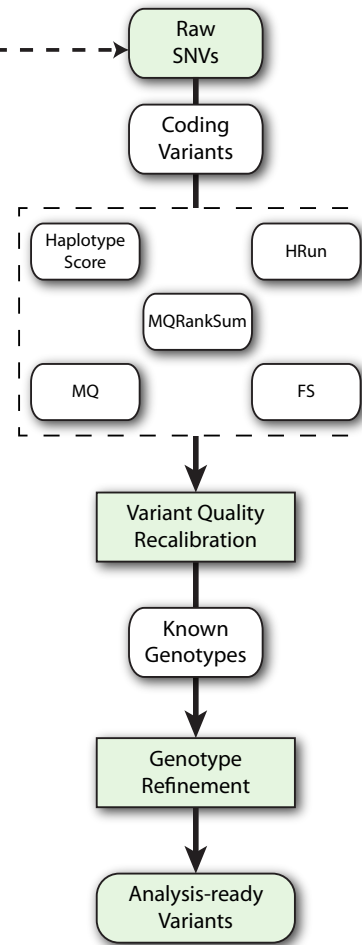 Raw
SNVs
Coding
Variants
Haplotype
Score
HRun
MQRankSum
MQ
FS
Variant Quality
Recalibration
Known
Genotypes
Genotype
Refinement
Analysis-ready
Variants